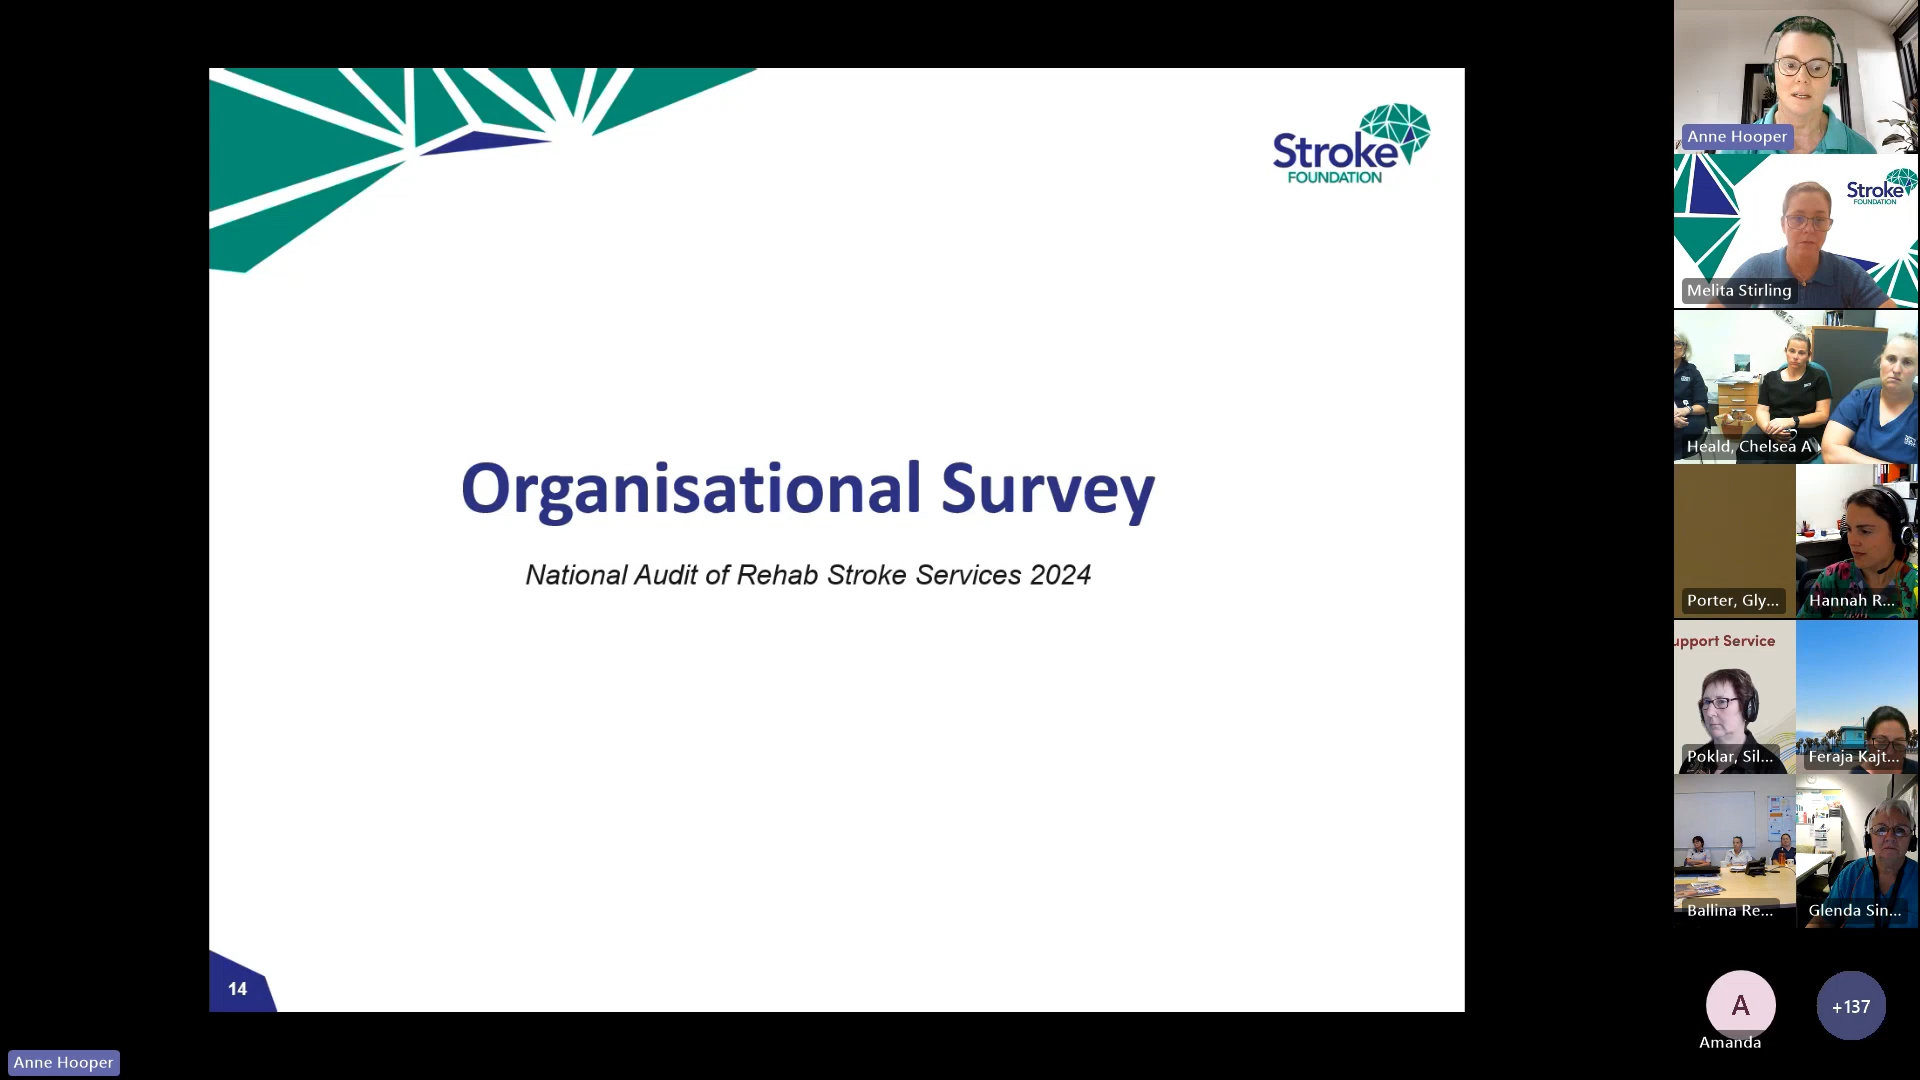 Stroke
FOUNDATION
Organisational Survey
National Audit of Rehab Stroke Services 2024
14
Anne Hooper
Anne Hooper
Stroke
FOUNDATION
Melita Stirling
Heald, Chelsea A
Porter, Gly...
Hannah R...
upport Service
Poklar, Sil...
Feraja Kajt...
Ballina Re...
Glenda Sin...
A
Amanda
+137